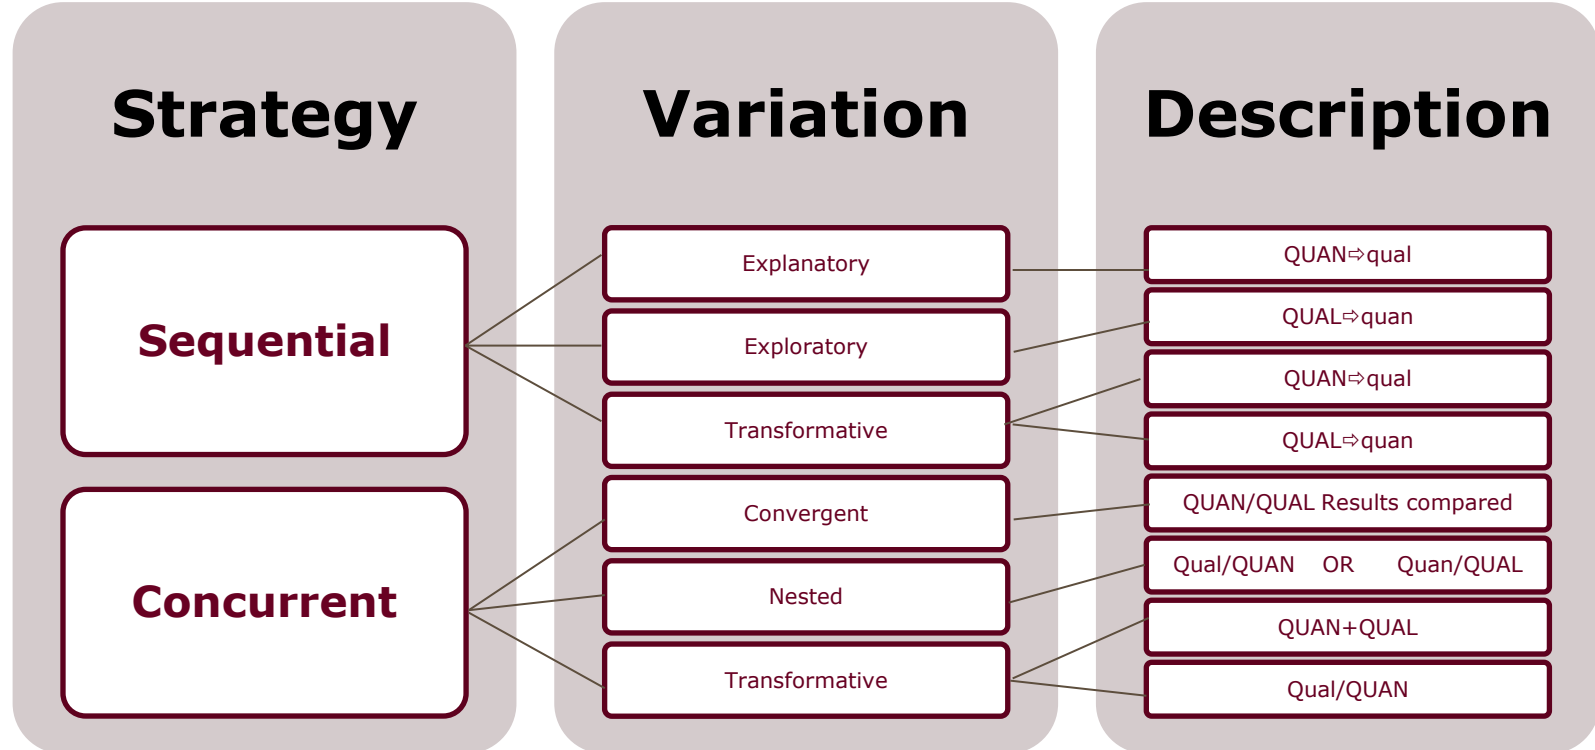 Strategy
Variation
Description
Sequential
Concurrent
Explanatory
Exploratory
Transformative
Convergent
Nested
Transformative
QUAN⇨qual
QUAL⇨quan
QUAN⇨qual
QUAL⇨quan
QUAN/QUAL Results compared
Qual/QUAN OR Quan/QUAL
QUAN+QUAL
Qual/QUAN